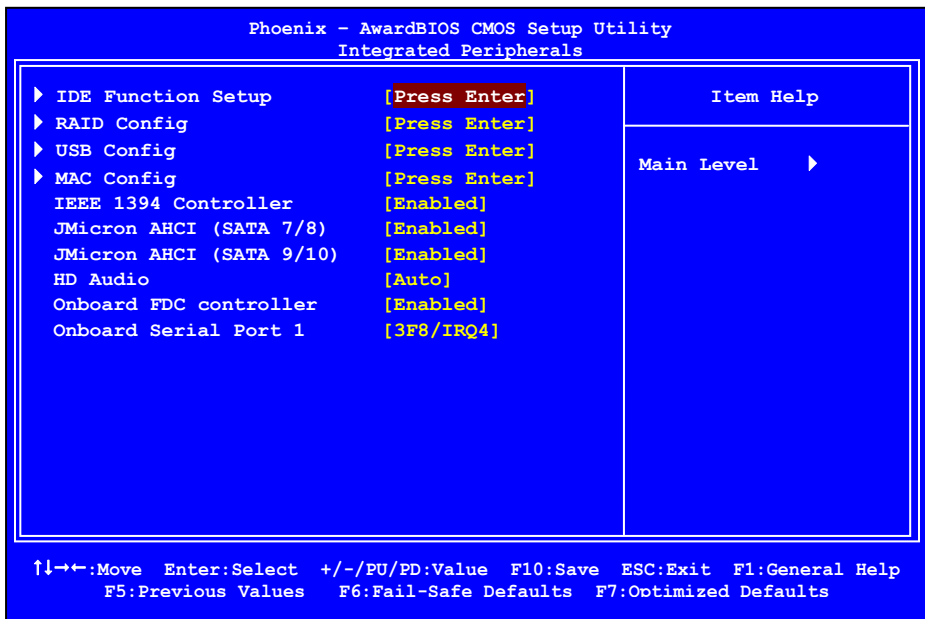 Phoenix – AwardBIOS CMOS Setup Utility
Integrated Peripherals
IDE Function Setup [Press Enter]
RAID Config [Press Enter]
USB Config [Press Enter]
MAC Config [Press Enter]
IEEE 1394 Controller [Enabled]
JMicron AHCI (SATA 7/8) [Enabled]
JMicron AHCI (SATA 9/10) [Enabled]
HD Audio [Auto]
Onboard FDC controller [Enabled]
Onboard Serial Port 1 [3F8/IRQ4]
Item Help
Main Level
↑↓→←:Move Enter:Select +/-/PU/PD:Value F10:Save ESC:Exit F1:General Help
F5:Previous Values F6:Fail-Safe Defaults F7:Optimized Defaults